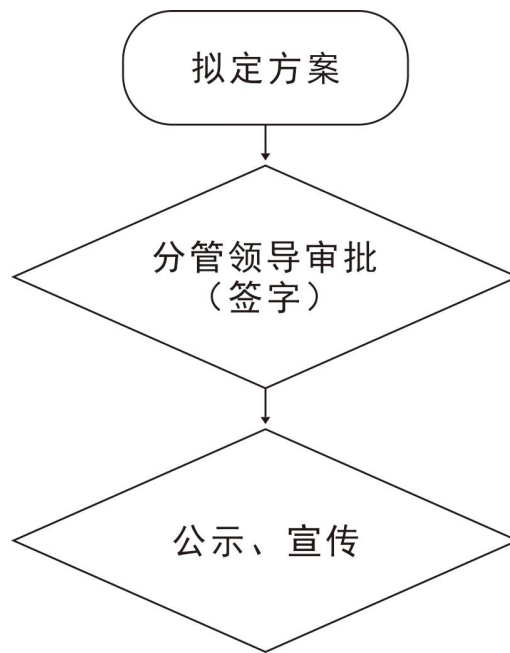 拟定方案
分管领导审批
（签字）
公示、宣传